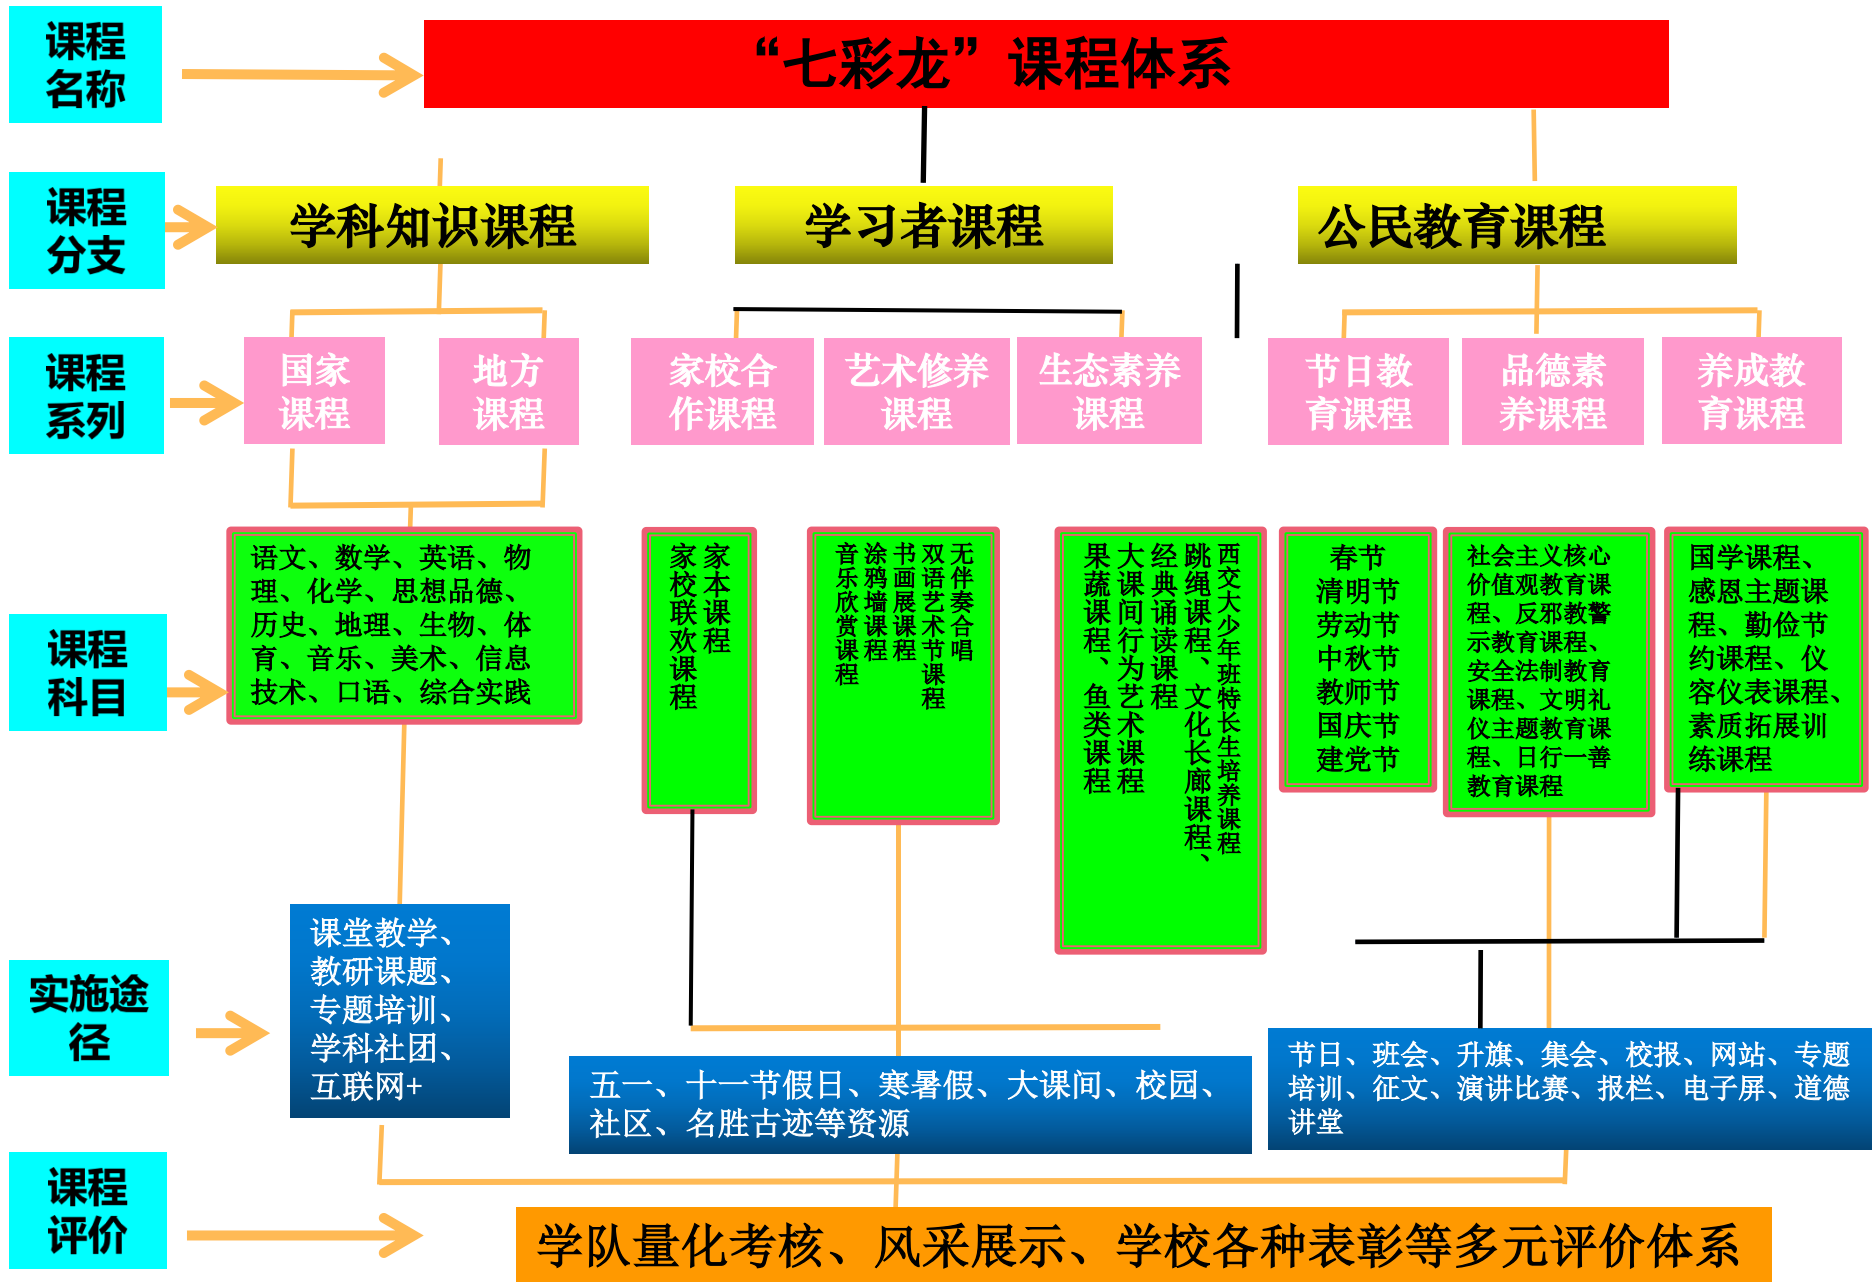 课程
名称
“七彩龙”课程体系
课程
分支
学科知识课程
学习者课程
公民教育课程
课程
系列
国家
课程
地方
课程
家校合
作课程
艺术修养
课程
生态素养
课程
节日教
育课程
品德素
养课程
养成教
育课程
课程
科目
语文、数学、英语、物
理、化学、思想品德、
历史、地理、生物、体
育、音乐、美术、信息
技术、口语、综合实践
家本课程
家校联欢课程
无伴奏合唱
双语艺术节课程
书画展课程
涂鸦墙课程
音乐欣赏课程
西交大少年班特长生培养课程
跳绳课程、文化长廊课程、
经典诵读课程
大课间行为艺术课程
果蔬课程、鱼类课程
春节
清明节
劳动节
中秋节
教师节
国庆节
建党节
社会主义核心
价值观教育课
程、反邪教警
示教育课程、
安全法制教育
课程、文明礼
仪主题教育课
程、日行一善
教育课程
国学课程、
感恩主题课
程、勤俭节
约课程、仪
容仪表课程、
素质拓展训
练课程
实施途
径
课堂教学、
教研课题、
专题培训、
学科社团、
互联网+
五一、十一节假日、寒暑假、大课间、校园、
社区、名胜古迹等资源
节日、班会、升旗、集会、校报、网站、专题
培训、征文、演讲比赛、报栏、电子屏、道德
讲堂
课程
评价
学队量化考核、风采展示、学校各种表彰等多元评价体系